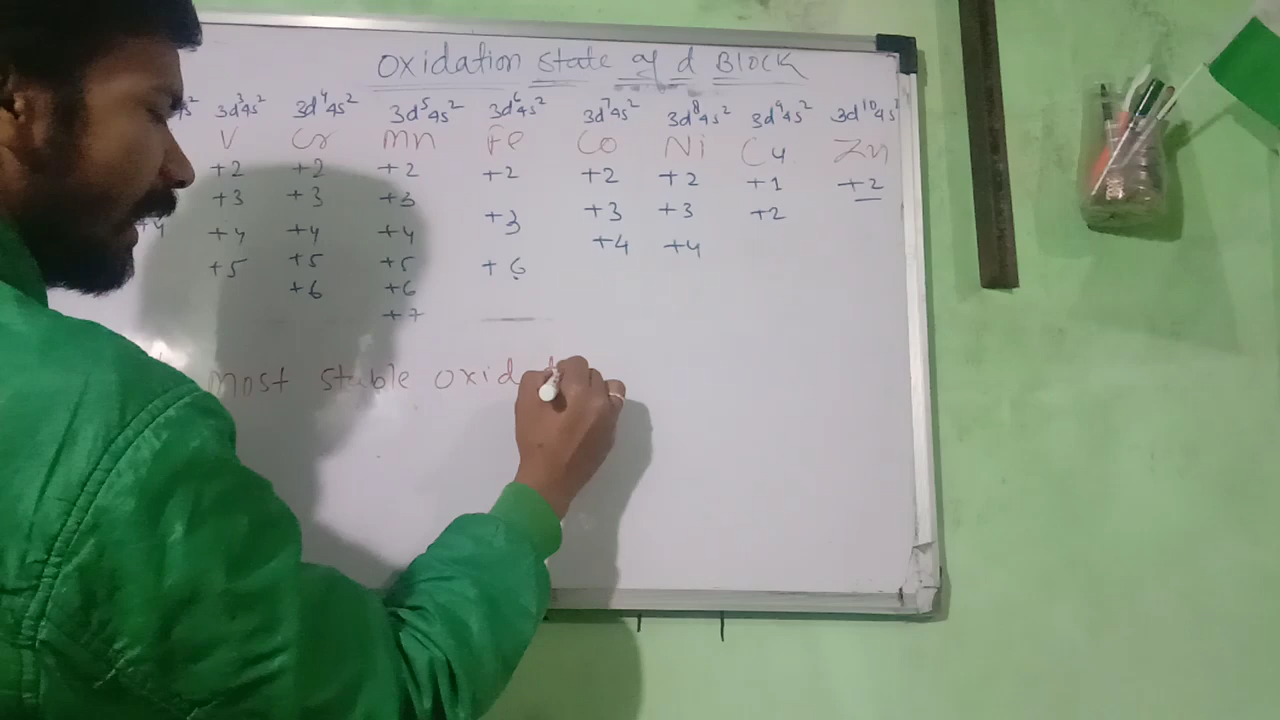 Oxidation state of d BLOCK
s² 3d³4s² 3d⁴4s² 3d⁵4s² 3d⁶4s² 3d⁷4s² 3d⁸4s² 3d⁹4s² 3d¹⁰4s²
V Cr Mn Fe Co Ni Cu Zn
+2 +2 +2 +2 +2 +2 +1 +2
+3 +3 +3 +3 +3 +3 +2
+4 +4 +4 +4 +6 +4 +4
+5 +5 +5
+6 +6
+7
most stable oxid